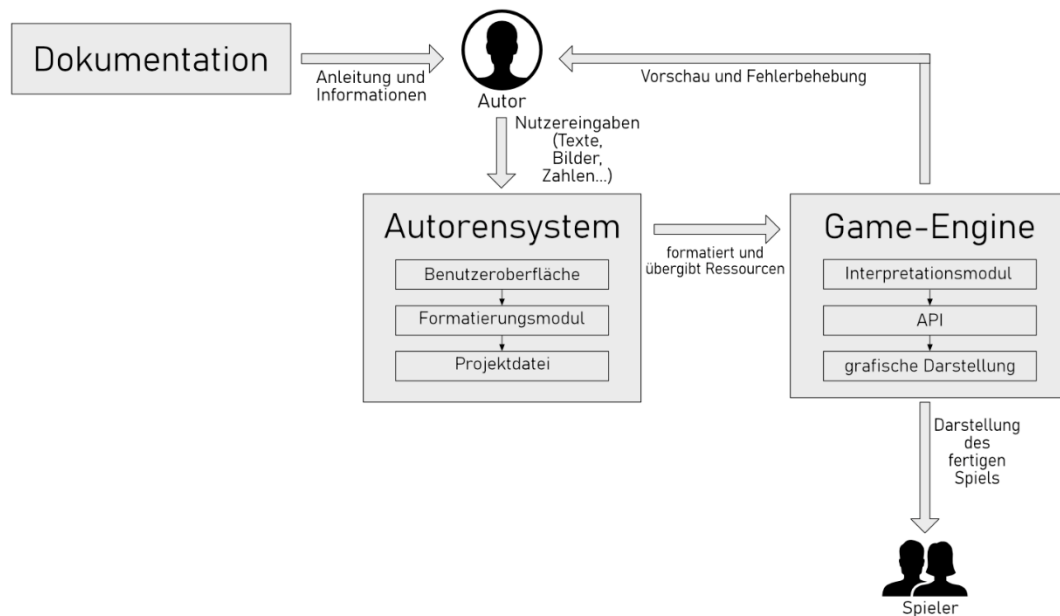 Dokumentation
Anleitung und
Informationen
Autor
Vorschau und Fehlerbehebung
Nutzereingaben
(Texte,
Bilder,
Zahlen...)
Autorensystem
Benutzeroberfläche
Formatierungsmodul
Projektdatei
formatiert und
übergibt Ressourcen
Game-Engine
Interpretationsmodul
API
grafische Darstellung
Darstellung
des
fertigen
Spiels
Spieler